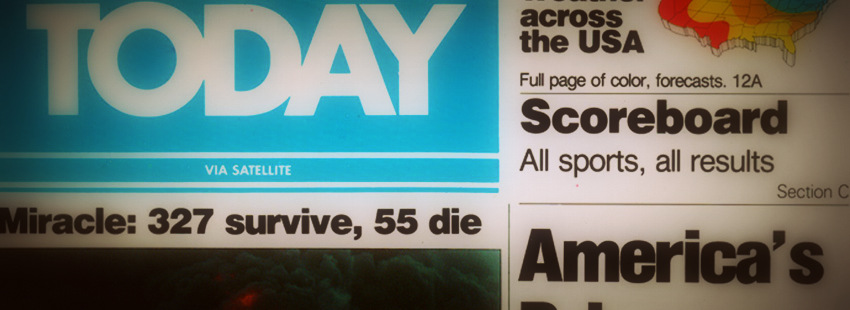 TODAY
VIA SATELLITE
Miracle: 327 survive, 55 die
across
the USA
Full page of color, forecasts. 12A
Scoreboard
All sports, all results
Section C
America's